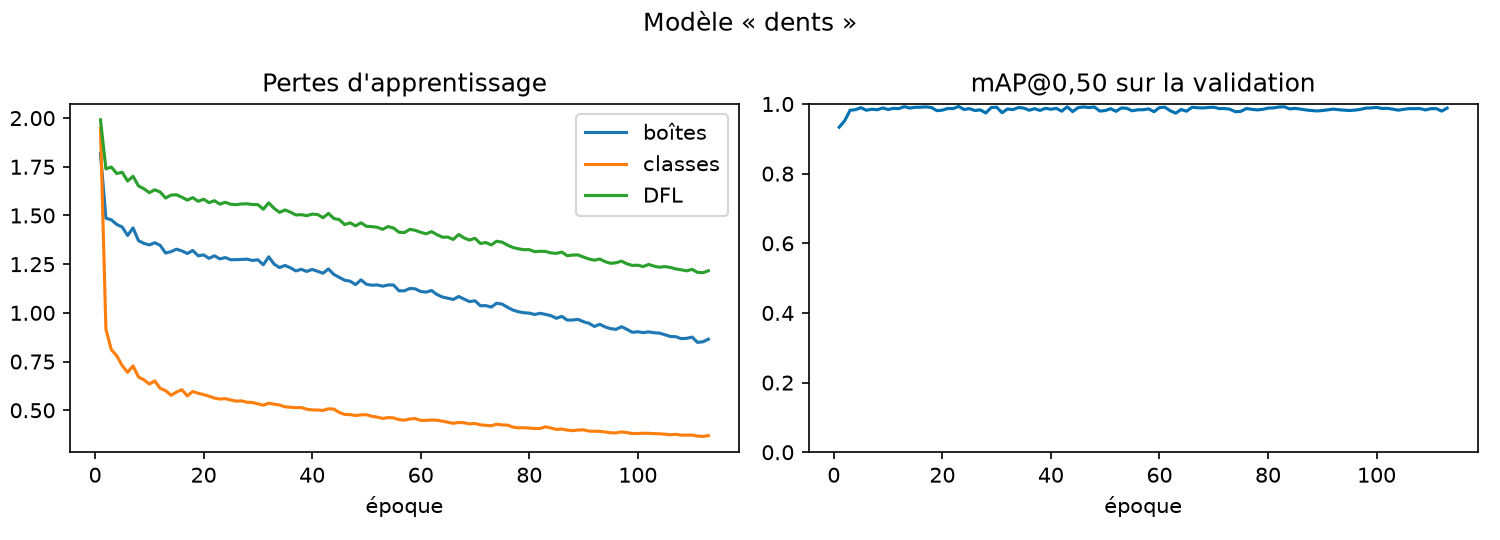 Modèle « dents »
Pertes d'apprentissage
2.00
1.75
1.50
1.25
1.00
0.75
0.50
0 20 40 60 80 100
époque
boîtes
classes
DFL
mAP@0,50 sur la validation
1.0
0.8
0.6
0.4
0.2
0.0
0 20 40 60 80 100
époque